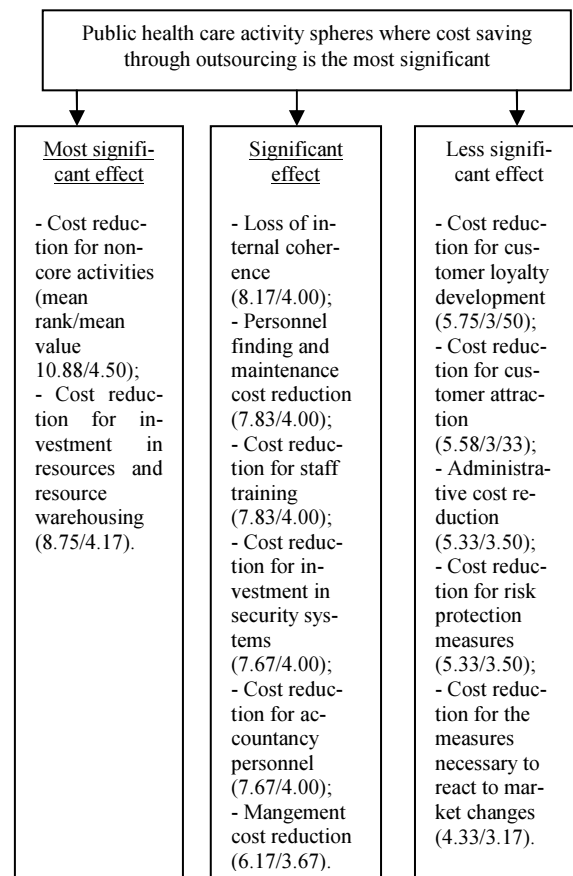 Public health care activity spheres where cost saving
through outsourcing is the most significant
Most signifi-
cant effect
- Cost reduc-
tion for non-
core activities
(mean
rank/mean
value
10.88/4.50);
- Cost reduc-
tion for in-
vestment in
resources and
resource
warehousing
(8.75/4.17).
Significant
effect
- Loss of in-
ternal coher-
ence
(8.17/4.00);
- Personnel
finding and
maintenance
cost reduction
(7.83/4.00);
- Cost reduc-
tion for staff
training
(7.83/4.00);
- Cost reduc-
tion for in-
vestment in
security sys-
tems
(7.67/4.00);
- Cost reduc-
tion for ac-
countancy
personnel
(7.67/4.00);
- Mangement
cost reduction
(6.17/3.67).
Less signifi-
cant effect
- Cost reduc-
tion for cus-
tomer loyalty
development
(5.75/3/50);
- Cost reduc-
tion for cus-
tomer attrac-
tion
(5.58/3/33);
- Administra-
tive cost re-
duction
(5.33/3.50);
- Cost reduc-
tion for risk
protection
measures
(5.33/3.50);
- Cost reduc-
tion for the
measures
necessary to
react to mar-
ket changes
(4.33/3.17).